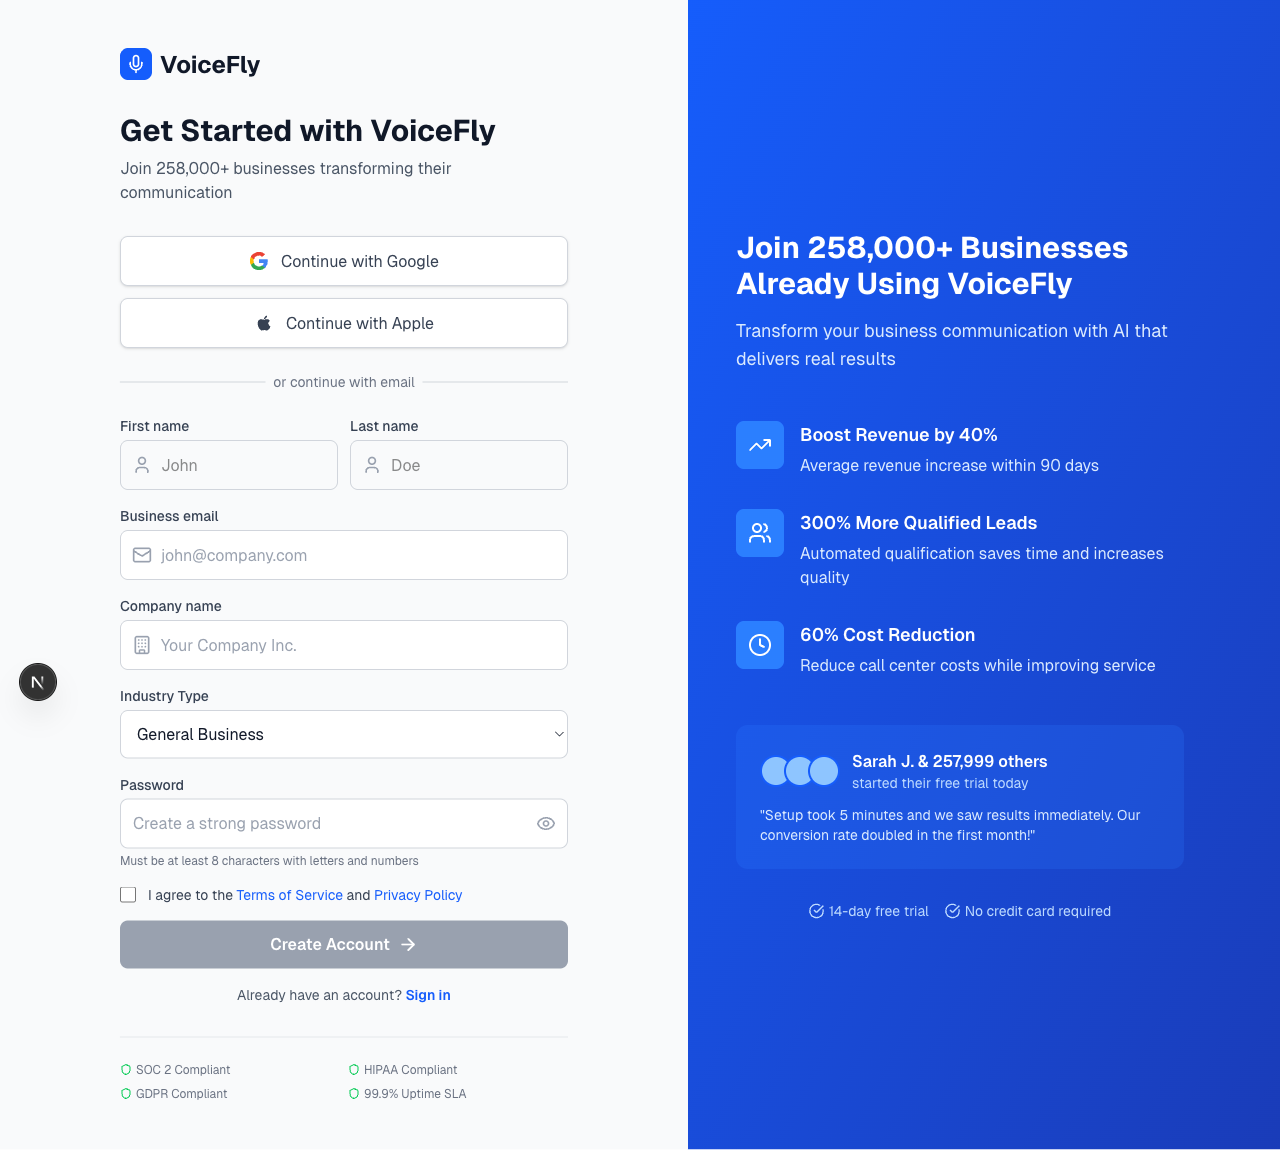 VoiceFly
Get Started with VoiceFly
Join 258,000+ businesses transforming their
communication
Continue with Google
Continue with Apple
or continue with email
First name
Last name
John
Doe
Business email
john@company.com
Company name
Your Company Inc.
Industry Type
General Business
Password
Create a strong password
Must be at least 8 characters with letters and numbers
I agree to the Terms of Service and Privacy Policy
Create Account
Already have an account? Sign in
SOC 2 Compliant
HIPAA Compliant
GDPR Compliant
99.9% Uptime SLA
N
Join 258,000+ Businesses
Already Using VoiceFly
Transform your business communication with AI that
delivers real results
Boost Revenue by 40%
Average revenue increase within 90 days
300% More Qualified Leads
Automated qualification saves time and increases
quality
60% Cost Reduction
Reduce call center costs while improving service
Sarah J. & 257,999 others
started their free trial today
"Setup took 5 minutes and we saw results immediately. Our
conversion rate doubled in the first month!"
14-day free trial
No credit card required